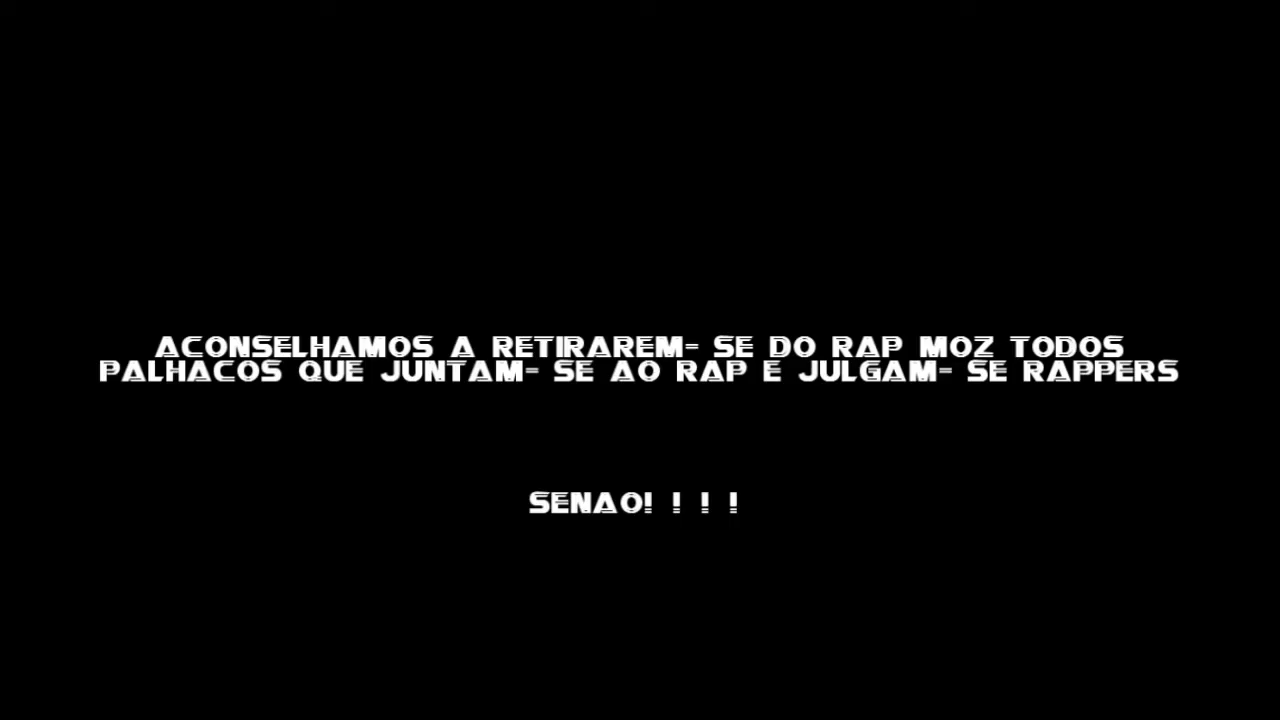 ACONSELHAMOS A RETIRAREM- SE DO RAP MOZ TODOS
PALHACOS QUE JUNTAM- SE AO RAP E JULGAM- SE RAPPERS
SENAO! ! ! !